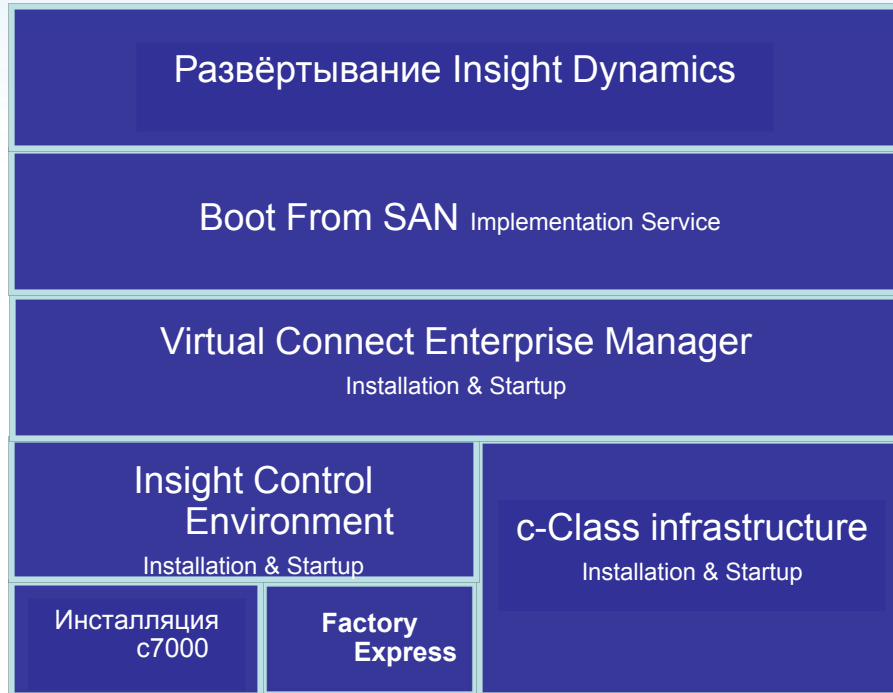 Развёртывание Insight Dynamics
Boot From SAN Implementation Service
Virtual Connect Enterprise Manager
Installation & Startup
Insight Control
Environment
Installation & Startup
c-Class infrastructure
Installation & Startup
Инсталляция
c7000
Factory
Express